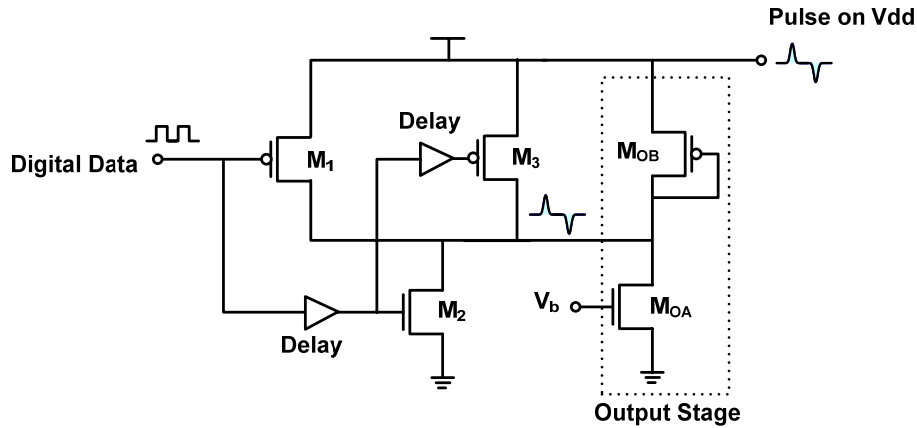 Pulse on Vdd
Delay
Digital Data
M1
M3
MOB
Vb
MOA
M2
Delay
Output Stage